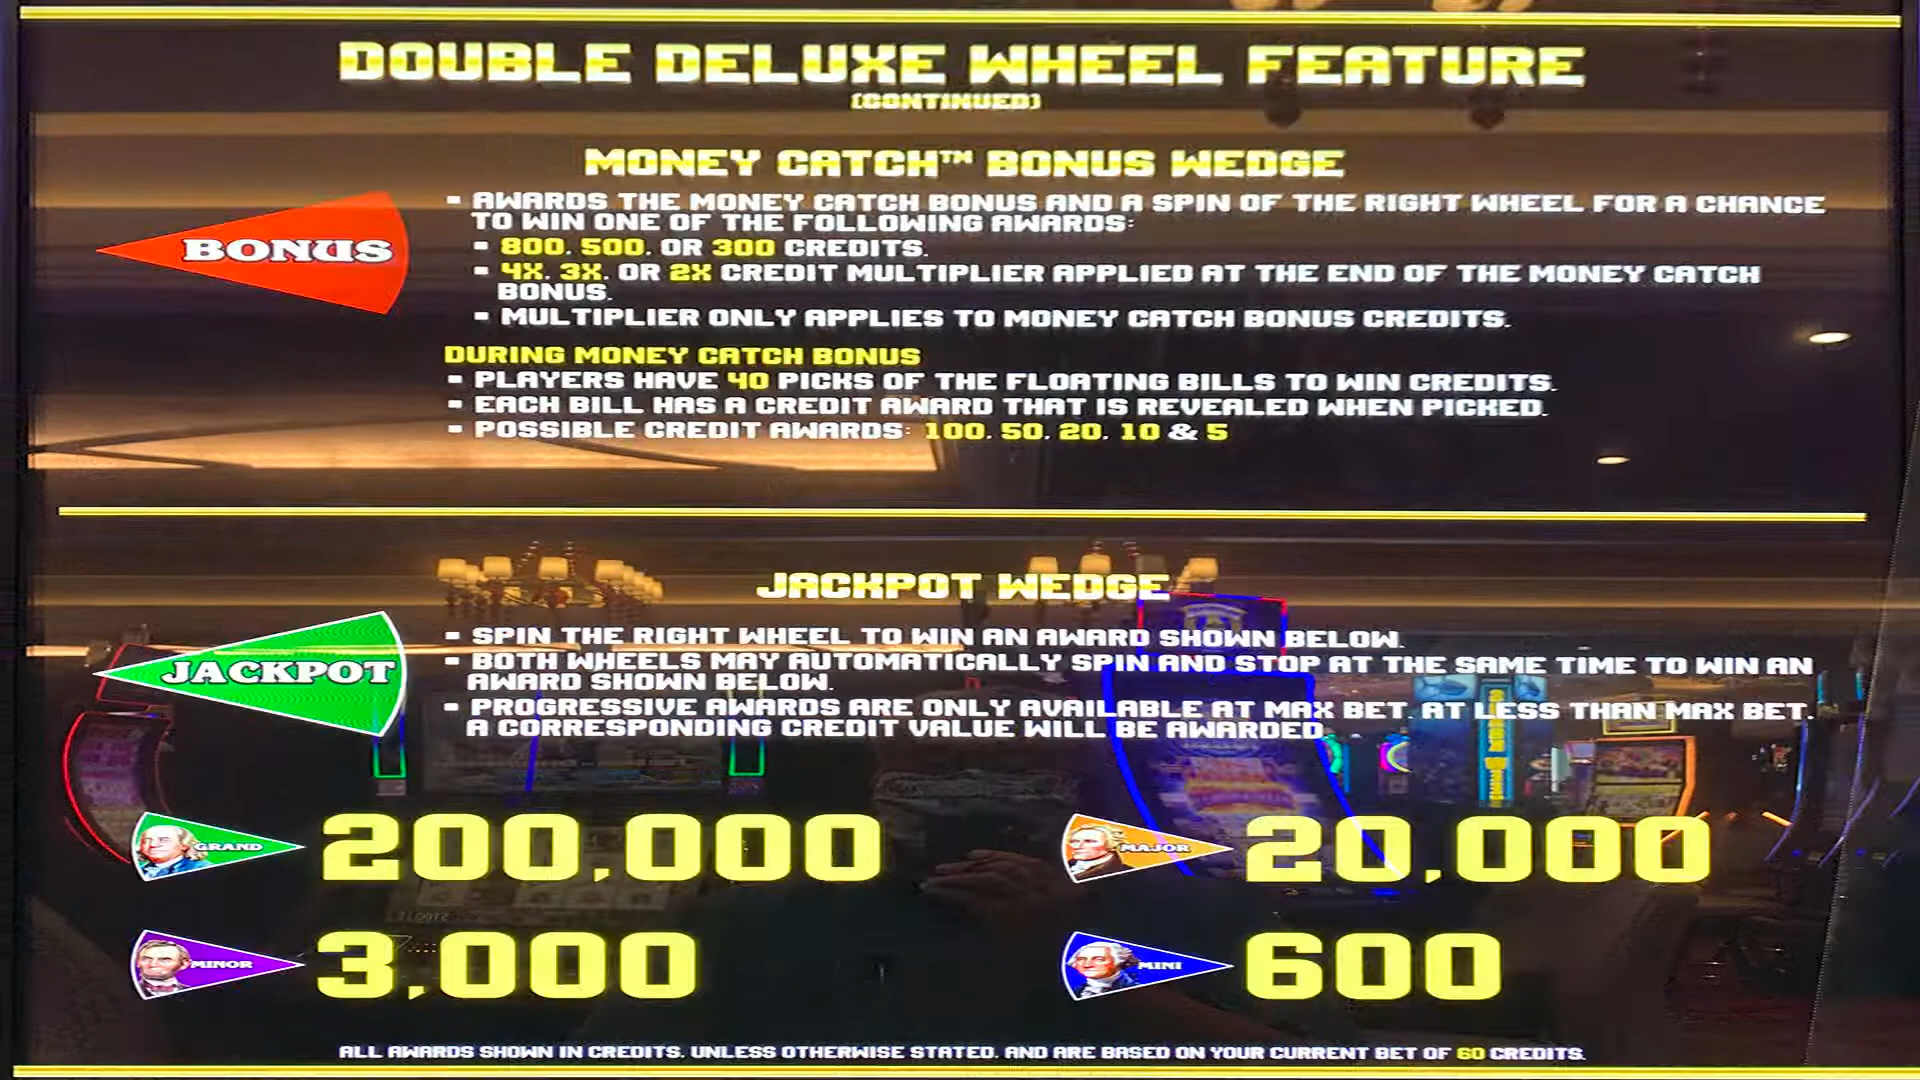 DOUBLE DELUXE WHEEL FEATURE
(CONTINUED)
MONEY CATCH™ BONUS WEDGE
BONUS
▪ AWARDS THE MONEY CATCH BONUS AND A SPIN OF THE RIGHT WHEEL FOR A CHANCE
TO WIN ONE OF THE FOLLOWING AWARDS:
▪ 800, 500, OR 300 CREDITS.
▪ 4X, 3X, OR 2X CREDIT MULTIPLIER APPLIED AT THE END OF THE MONEY CATCH
BONUS.
▪ MULTIPLIER ONLY APPLIES TO MONEY CATCH BONUS CREDITS.
DURING MONEY CATCH BONUS
▪ PLAYERS HAVE 40 PICKS OF THE FLOATING BILLS TO WIN CREDITS.
▪ EACH BILL HAS A CREDIT AWARD THAT IS REVEALED WHEN PICKED.
▪ POSSIBLE CREDIT AWARDS: 100, 50, 20, 10 & 5
JACKPOT WEDGE
JACKPOT
▪ SPIN THE RIGHT WHEEL TO WIN AN AWARD SHOWN BELOW.
▪ BOTH WHEELS MAY AUTOMATICALLY SPIN AND STOP AT THE SAME TIME TO WIN AN
AWARD SHOWN BELOW.
▪ PROGRESSIVE AWARDS ARE ONLY AVAILABLE AT MAX BET. AT LESS THAN MAX BET,
A CORRESPONDING CREDIT VALUE WILL BE AWARDED.
GRAND 200,000
MAJOR 20,000
MINOR 3,000
MINI 600
ALL AWARDS SHOWN IN CREDITS, UNLESS OTHERWISE STATED, AND ARE BASED ON YOUR CURRENT BET OF 60 CREDITS.